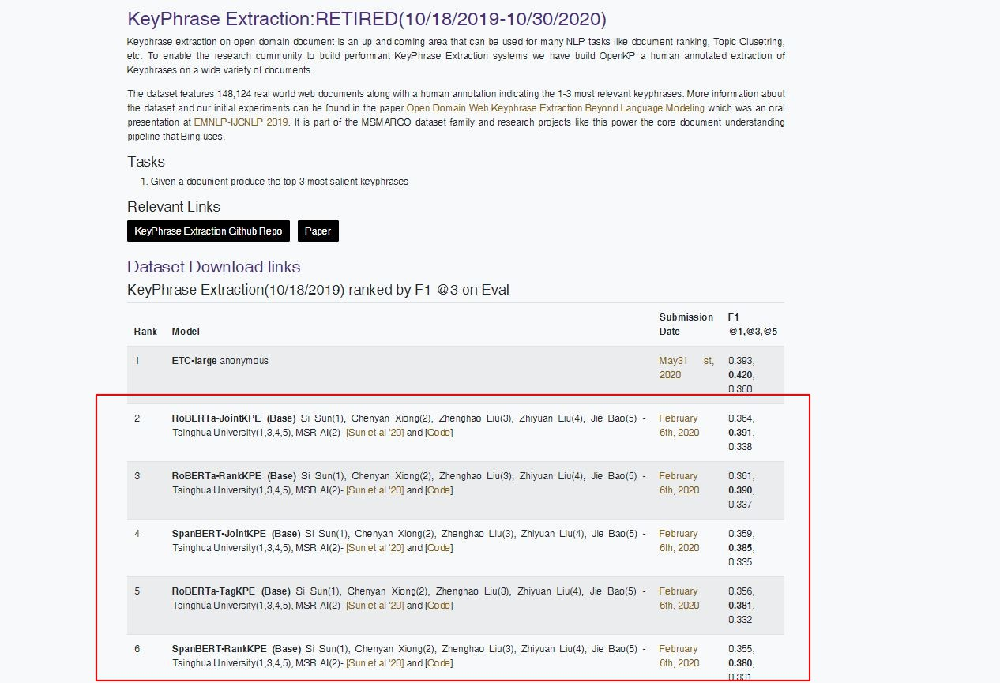 KeyPhrase Extraction:RETIRED(10/18/2019-10/30/2020)
Keyphrase extraction on open domain document is an up and coming area that can be used for many NLP tasks like document ranking, Topic Clusetring,
etc. To enable the research community to build performant KeyPhrase Extraction systems we have build OpenKP a human annotated extraction of
Keyphrases on a wide variety of documents.
The dataset features 148,124 real world web documents along with a human annotation indicating the 1-3 most relevant keyphrases. More information about
the dataset and our initial experiments can be found in the paper Open Domain Web Keyphrase Extraction Beyond Language Modeling which was an oral
presentation at EMNLP-IJCNLP 2019. It is part of the MSMARCO dataset family and research projects like this power the core document understanding
pipeline that Bing uses.
Tasks
1. Given a document produce the top 3 most salient keyphrases
Relevant Links
KeyPhrase Extraction Github Repo Paper
Dataset Download links
KeyPhrase Extraction(10/18/2019) ranked by F1 @3 on Eval
Rank Model Submission Date F1 @1,@3,@5
1 ETC-large anonymous May31 st, 2020 0.393, 0.420, 0.360
2 RoBERTa-JointKPE (Base) Si Sun(1), Chenyan Xiong(2), Zhenghao Liu(3), Zhiyuan Liu(4), Jie Bao(5) -
Tsinghua University(1,3,4,5), MSR AI(2)- [Sun et al '20] and [Code]
February 6th, 2020 0.364, 0.391, 0.338
3 RoBERTa-RankKPE (Base) Si Sun(1), Chenyan Xiong(2), Zhenghao Liu(3), Zhiyuan Liu(4), Jie Bao(5) -
Tsinghua University(1,3,4,5), MSR AI(2)- [Sun et al '20] and [Code]
February 6th, 2020 0.361, 0.390, 0.337
4 SpanBERT-JointKPE (Base) Si Sun(1), Chenyan Xiong(2), Zhenghao Liu(3), Zhiyuan Liu(4), Jie Bao(5) -
Tsinghua University(1,3,4,5), MSR AI(2)- [Sun et al '20] and [Code]
February 6th, 2020 0.359, 0.385, 0.335
5 RoBERTa-TagKPE (Base) Si Sun(1), Chenyan Xiong(2), Zhenghao Liu(3), Zhiyuan Liu(4), Jie Bao(5) -
Tsinghua University(1,3,4,5), MSR AI(2)- [Sun et al '20] and [Code]
February 6th, 2020 0.356, 0.381, 0.332
6 SpanBERT-RankKPE (Base) Si Sun(1), Chenyan Xiong(2), Zhenghao Liu(3), Zhiyuan Liu(4), Jie Bao(5) -
Tsinghua University(1,3,4,5), MSR AI(2)- [Sun et al '20] and [Code]
February 6th, 2020 0.355, 0.380, 0.331